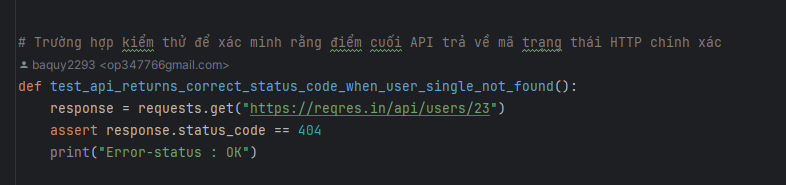 # Trường hợp kiểm thử để xác minh rằng điểm cuối API trả về mã trạng thái HTTP chính xác
baquy2293 <op347766gmail.com>
def test_api_returns_correct_status_code_when_user_single_not_found():
    response = requests.get("https://reqres.in/api/users/23")
    assert response.status_code == 404
    print("Error-status : OK")